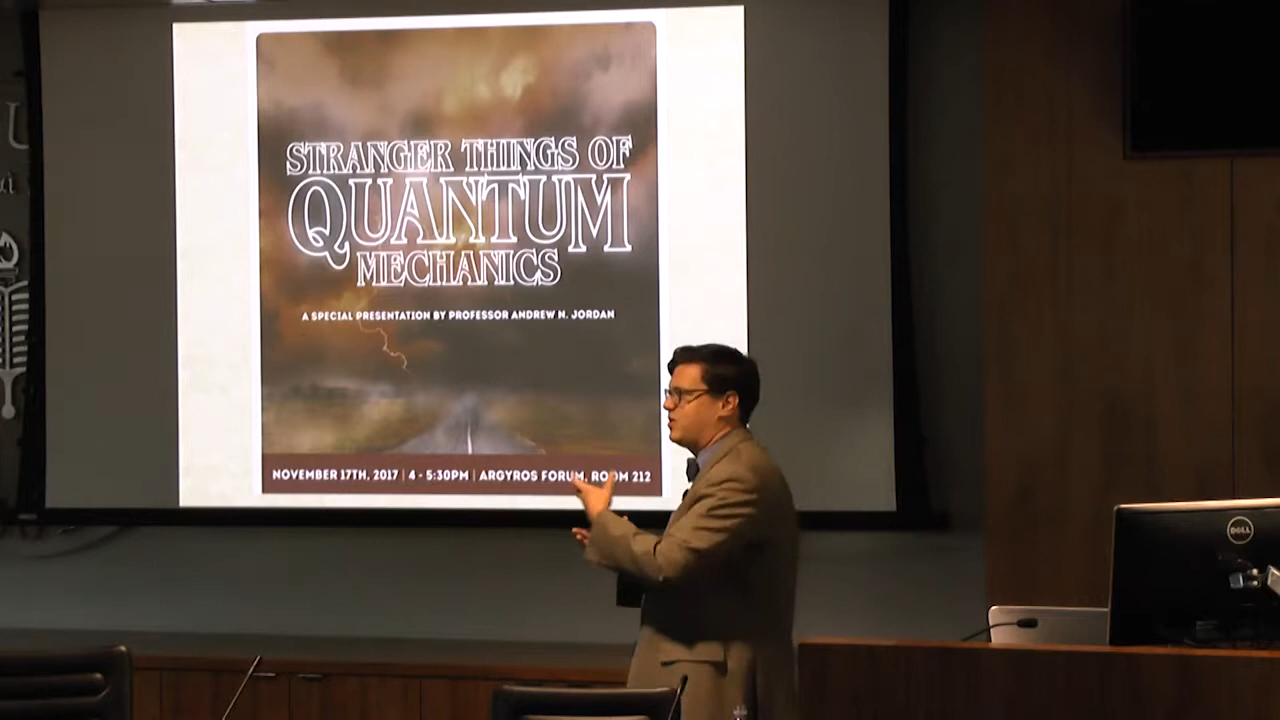 STRANGER THINGS OF
QUANTUM
MECHANICS
A SPECIAL PRESENTATION BY PROFESSOR ANDREW N. JORDAN
NOVEMBER 17TH, 2017 | 4 - 5:30PM | ARGYROS FORUM, ROOM 212
DELL